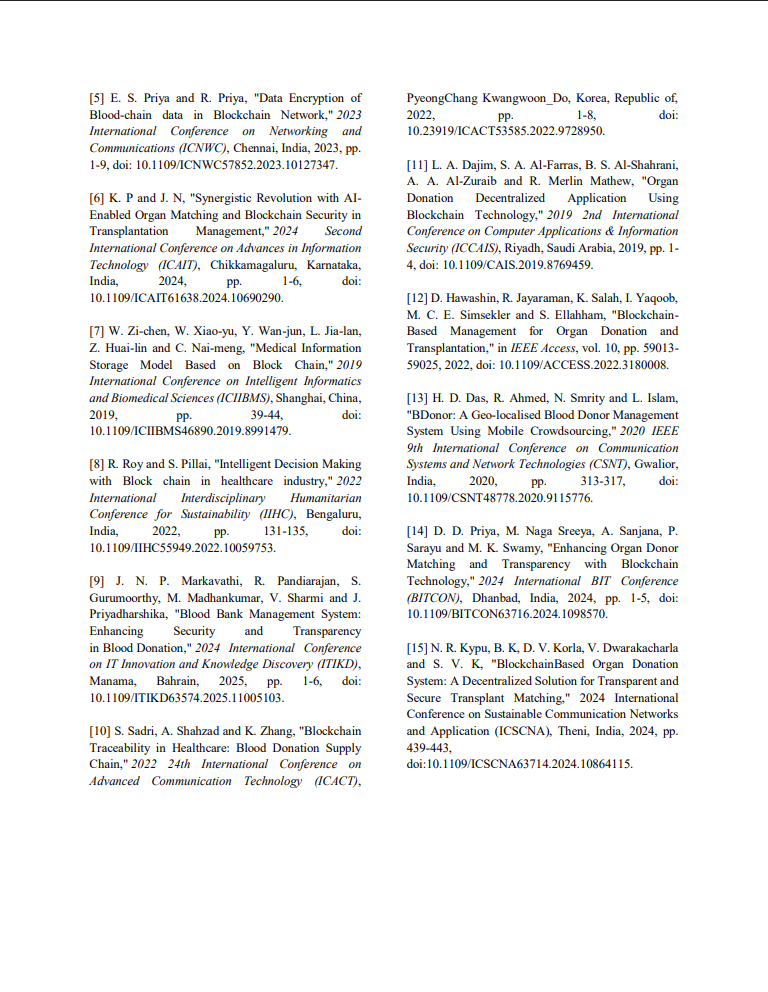 [5] E. S. Priya and R. Priya, "Data Encryption of
Blood-chain data in Blockchain Network," 2023
International Conference on Networking and
Communications (ICNWC), Chennai, India, 2023, pp.
1-9, doi: 10.1109/ICNWC57852.2023.10127347.
[6] K. P and J. N, "Synergistic Revolution with AI-
Enabled Organ Matching and Blockchain Security in
Transplantation Management," 2024 Second
International Conference on Advances in Information
Technology (ICAIT), Chikkamagaluru, Karnataka,
India, 2024, pp. 1-6, doi:
10.1109/ICAIT61638.2024.10690290.
[7] W. Zi-chen, W. Xiao-yu, Y. Wan-jun, L. Jia-lan,
Z. Huai-lin and C. Nai-meng, "Medical Information
Storage Model Based on Block Chain," 2019
International Conference on Intelligent Informatics
and Biomedical Sciences (ICIIBMS), Shanghai, China,
2019, pp. 39-44, doi:
10.1109/ICIIBMS46890.2019.8991479.
[8] R. Roy and S. Pillai, "Intelligent Decision Making
with Block chain in healthcare industry," 2022
International Interdisciplinary Humanitarian
Conference for Sustainability (IIHC), Bengaluru,
India, 2022, pp. 131-135, doi:
10.1109/IIHC55949.2022.10059753.
[9] J. N. P. Markavathi, R. Pandiarajan, S.
Gurumoorthy, M. Madhankumar, V. Sharmi and J.
Priyadharshika, "Blood Bank Management System:
Enhancing Security and Transparency
in Blood Donation," 2024 International Conference
on IT Innovation and Knowledge Discovery (ITIKD),
Manama, Bahrain, 2025, pp. 1-6, doi:
10.1109/ITIKD63574.2025.11005103.
[10] S. Sadri, A. Shahzad and K. Zhang, "Blockchain
Traceability in Healthcare: Blood Donation Supply
Chain," 2022 24th International Conference on
Advanced Communication Technology (ICACT),
PyeongChang Kwangwoon_Do, Korea, Republic of,
2022, pp. 1-8, doi:
10.23919/ICACT53585.2022.9728950.
[11] L. A. Dajim, S. A. Al-Farras, B. S. Al-Shahrani,
A. A. Al-Zuraib and R. Merlin Mathew, "Organ
Donation Decentralized Application Using
Blockchain Technology," 2019 2nd International
Conference on Computer Applications & Information
Security (ICCAIS), Riyadh, Saudi Arabia, 2019, pp. 1-
4, doi: 10.1109/CAIS.2019.8769459.
[12] D. Hawashin, R. Jayaraman, K. Salah, I. Yaqoob,
M. C. E. Simsekler and S. Ellahham, "Blockchain-
Based Management for Organ Donation and
Transplantation," in IEEE Access, vol. 10, pp. 59013-
59025, 2022, doi: 10.1109/ACCESS.2022.3180008.
[13] H. D. Das, R. Ahmed, N. Smrity and L. Islam,
"BDonor: A Geo-localised Blood Donor Management
System Using Mobile Crowdsourcing," 2020 IEEE
9th International Conference on Communication
Systems and Network Technologies (CSNT), Gwalior,
India, 2020, pp. 313-317, doi:
10.1109/CSNT48778.2020.9115776.
[14] D. D. Priya, M. Naga Sreeya, A. Sanjana, P.
Sarayu and M. K. Swamy, "Enhancing Organ Donor
Matching and Transparency with Blockchain
Technology," 2024 International BIT Conference
(BITCON), Dhanbad, India, 2024, pp. 1-5, doi:
10.1109/BITCON63716.2024.1098570.
[15] N. R. Kypu, B. K, D. V. Korla, V. Dwarakacharla
and S. V. K, "BlockchainBased Organ Donation
System: A Decentralized Solution for Transparent and
Secure Transplant Matching," 2024 International
Conference on Sustainable Communication Networks
and Application (ICSCNA), Theni, India, 2024, pp.
439-443,
doi:10.1109/ICSCNA63714.2024.10864115.